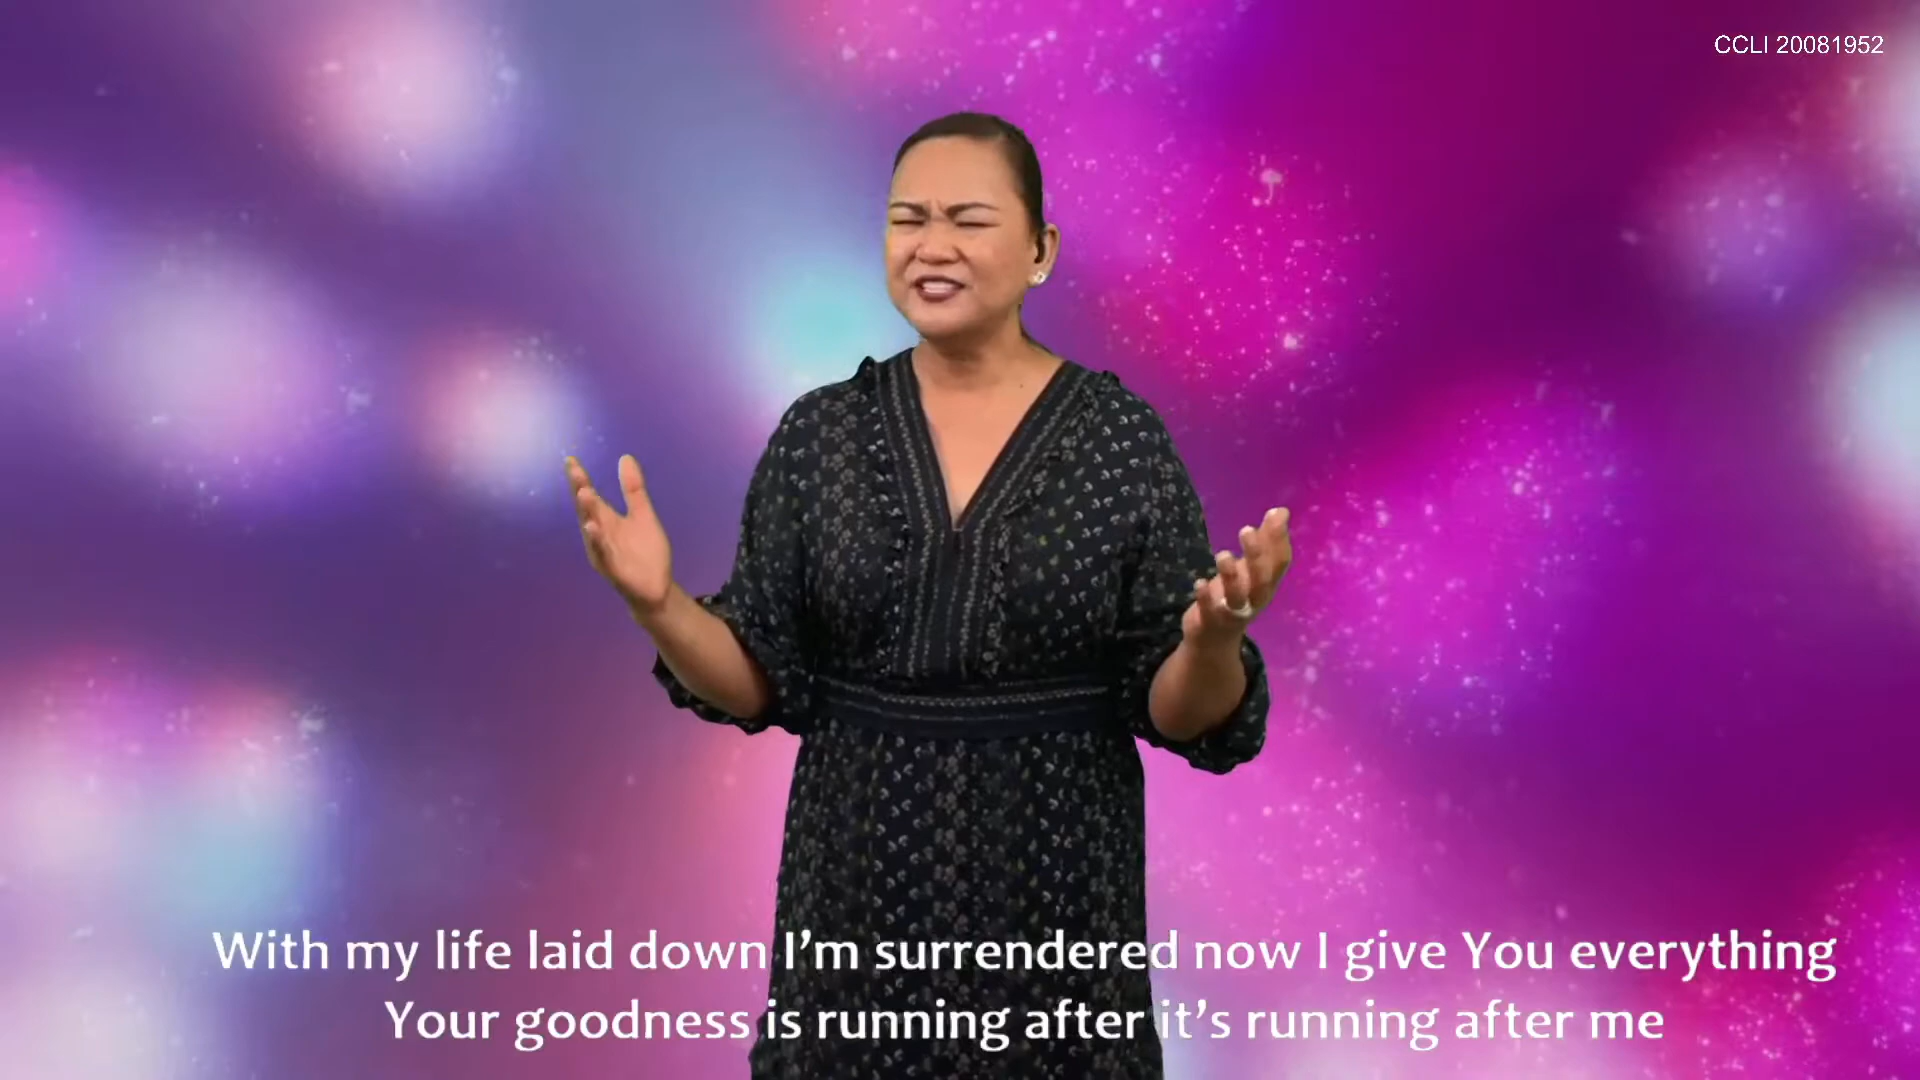 CCLI 20081952
With my life laid down I'm surrendered now I give You everything
Your goodness is running after it's running after me